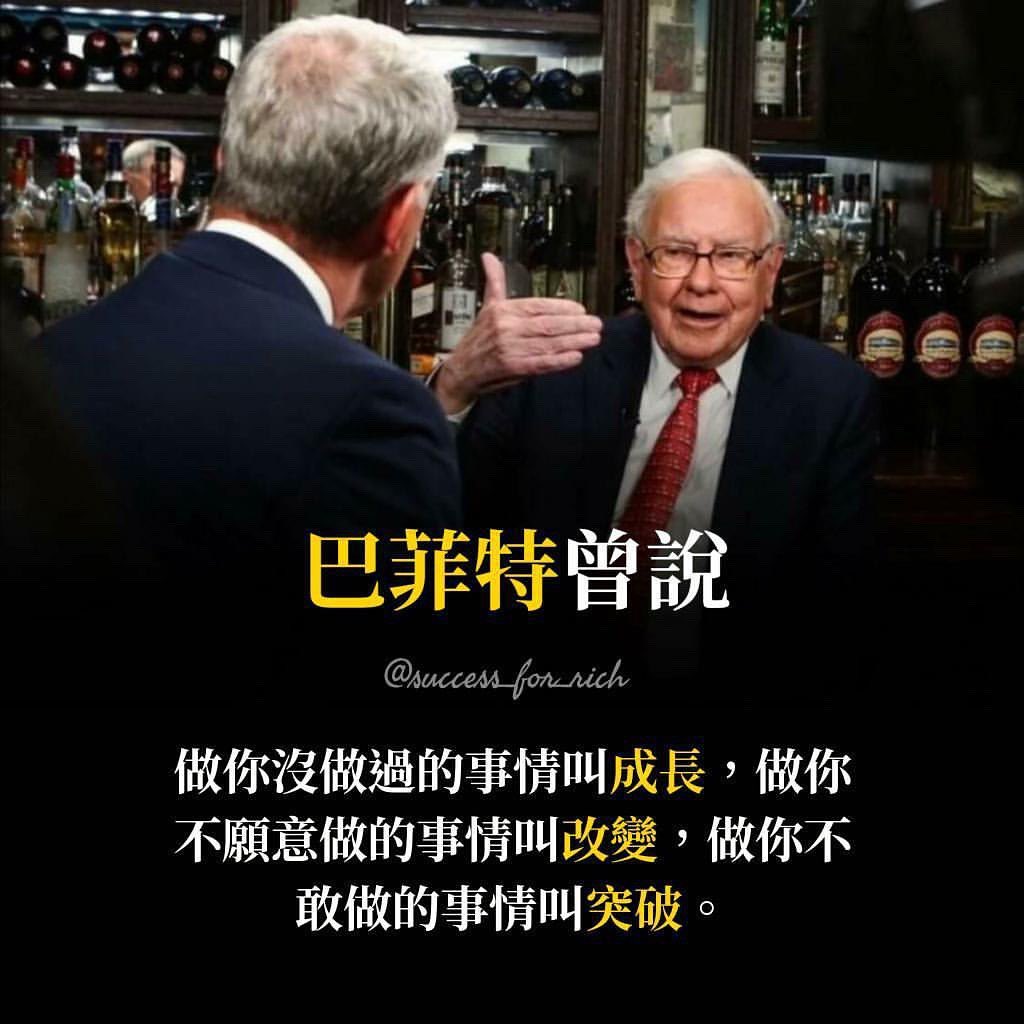 巴菲特曾說
@success_for_rich
做你沒做過的事情叫成長，做你
不願意做的事情叫改變，做你不
敢做的事情叫突破。